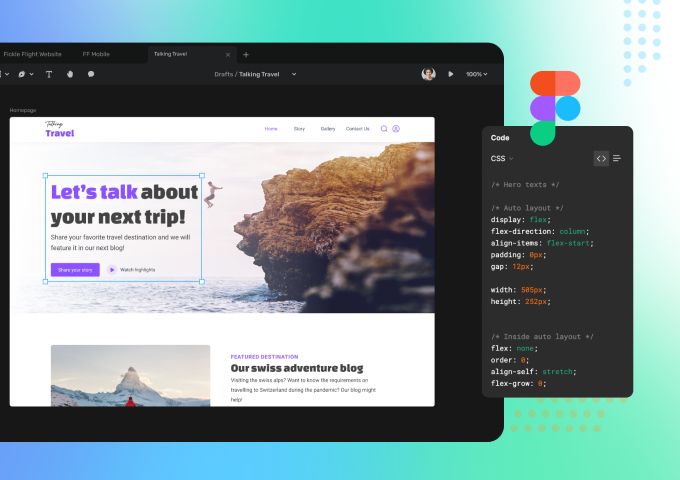 Fickle Flight Website
FF Mobile
Talking Travel
Drafts / Talking Travel
100%
Homepage
Talking
Travel
Home
Story
Gallery
Contact Us
Let's talk about
your next trip!
Share your favorite travel destination and we will
feature it in our next blog!
Share your story
Watch highlights
FEATURED DESTINATION
Our swiss adventure blog
Visiting the swiss alps? Want to know the requirements on
travelling to Switzerland during the pandemic? Our blog might
help!
Code
CSS
/* Hero texts */
/* Auto layout */
display: flex;
flex-direction: column;
align-items: flex-start;
padding: 0px;
gap: 12px;
width: 505px;
height: 252px;
/* Inside auto layout */
flex: none;
order: 0;
align-self: stretch;
flex-grow: 0;